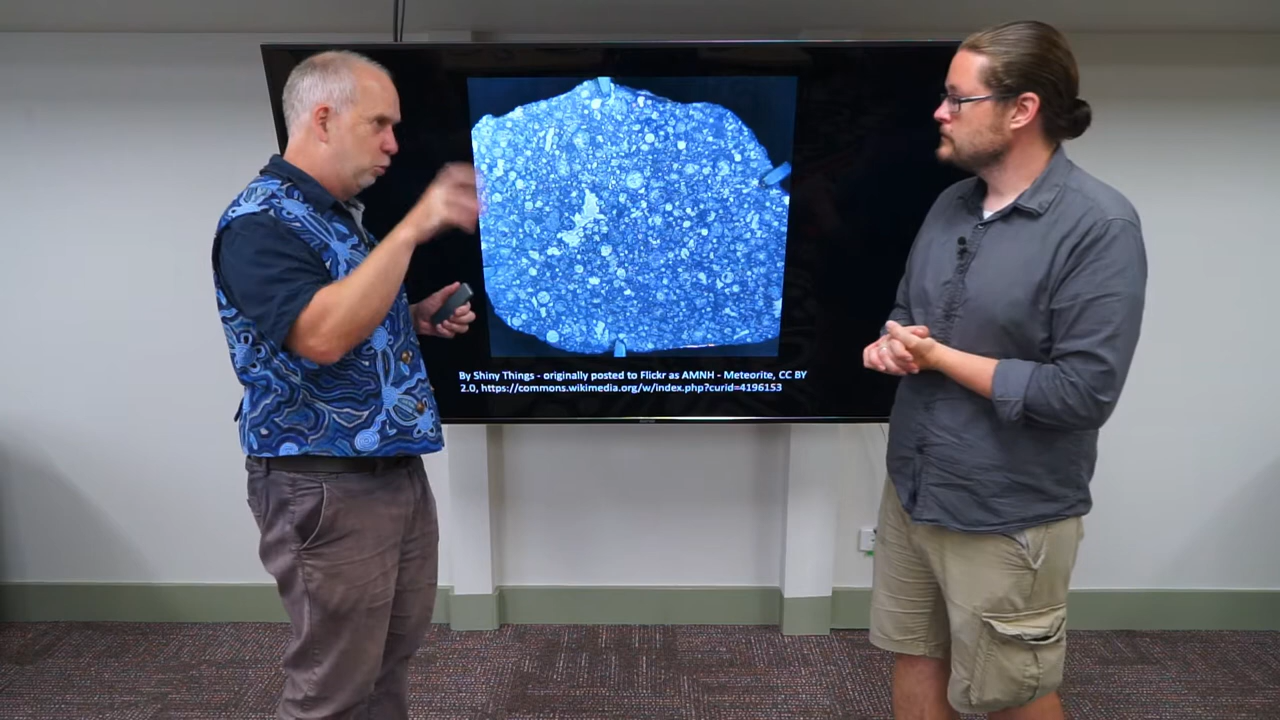 By Shiny Things - originally posted to Flickr as AMNH - Meteorite, CC BY
2.0, https://commons.wikimedia.org/w/index.php?curid=4196153